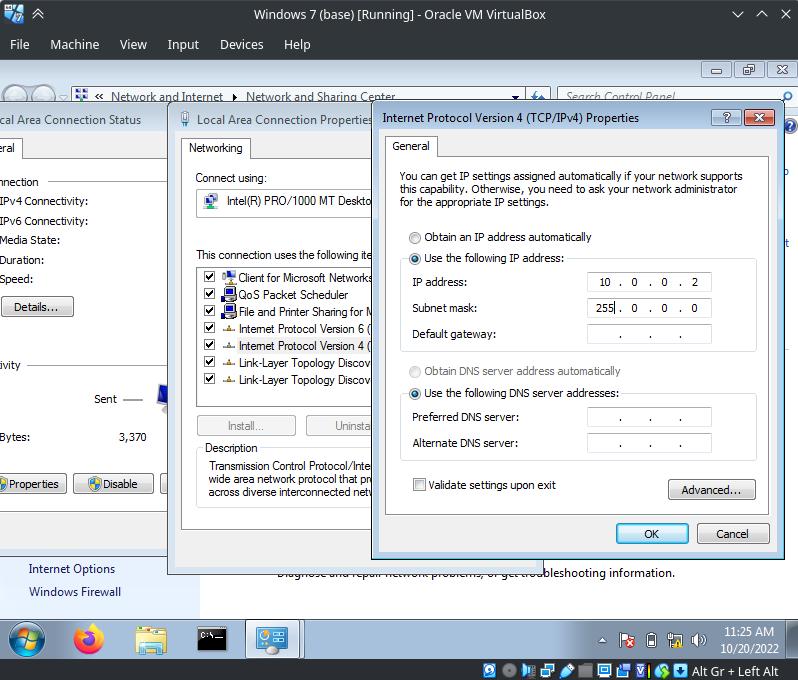 Windows 7 (base) [Running] - Oracle VM VirtualBox
File Machine View Input Devices Help
« Network and Internet Network and Sharing Center
Search Control Panel
cal Area Connection Status
eral
nnection
IPv4 Connectivity:
IPv6 Connectivity:
Media State:
Duration:
Speed:
Details...
tivity
Sent
Bytes: 3,370
Properties
Disable
Local Area Connection Properties
Networking
Connect using:
Intel(R) PRO/1000 MT Deskto
This connection uses the following ite
Client for Microsoft Networks
QoS Packet Scheduler
File and Printer Sharing for M
Internet Protocol Version 6 (
Internet Protocol Version 4 (
Link-Layer Topology Discov
Link-Layer Topology Discov
Install...
Uninsta
Description
Transmission Control Protocol/Inte
wide area network protocol that pr
across diverse interconnected netw
Internet Protocol Version 4 (TCP/IPv4) Properties
General
You can get IP settings assigned automatically if your network supports
this capability. Otherwise, you need to ask your network administrator
for the appropriate IP settings.
Obtain an IP address automatically
Use the following IP address:
IP address: 10 . 0 . 0 . 2
Subnet mask: 255 . 0 . 0 . 0
Default gateway: . . .
Obtain DNS server address automatically
Use the following DNS server addresses:
Preferred DNS server: . . .
Alternate DNS server: . . .
Validate settings upon exit
Advanced...
OK
Cancel
Internet Options
Windows Firewall
Diagnose and repair network problems, or get troubleshooting information.
C:\
11:25 AM
10/20/2022
Alt Gr + Left Alt